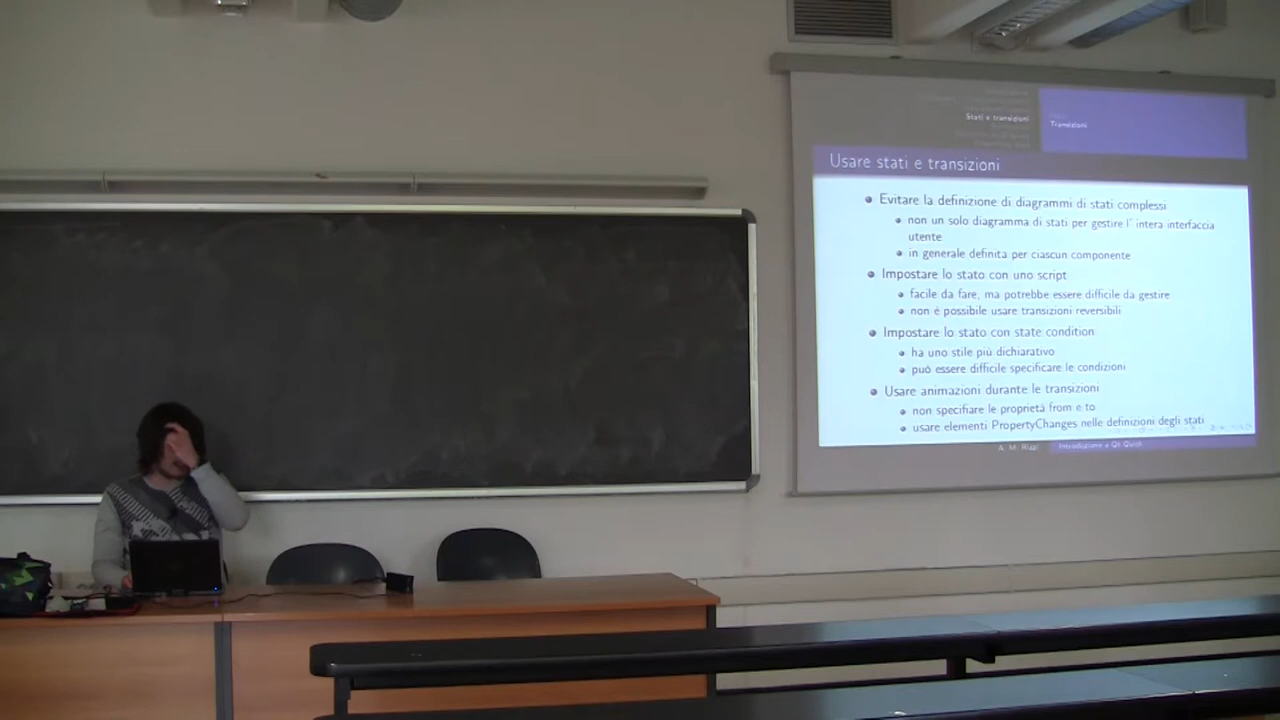 Stati e transizioni
Transizioni
Usare stati e transizioni
Evitare la definizione di diagrammi di stati complessi
non un solo diagramma di stati per gestire l' intera interfaccia
utente
in generale definita per ciascun componente
Impostare lo stato con uno script
facile da fare, ma potrebbe essere difficile da gestire
non è possibile usare transizioni reversibili
Impostare lo stato con state condition
ha uno stile più dichiarativo
può essere difficile specificare le condizioni
Usare animazioni durante le transizioni
non specifiare le proprietà from e to
usare elementi PropertyChanges nelle definizioni degli stati
A. M. Rizzi
Introduzione a Qt Quick